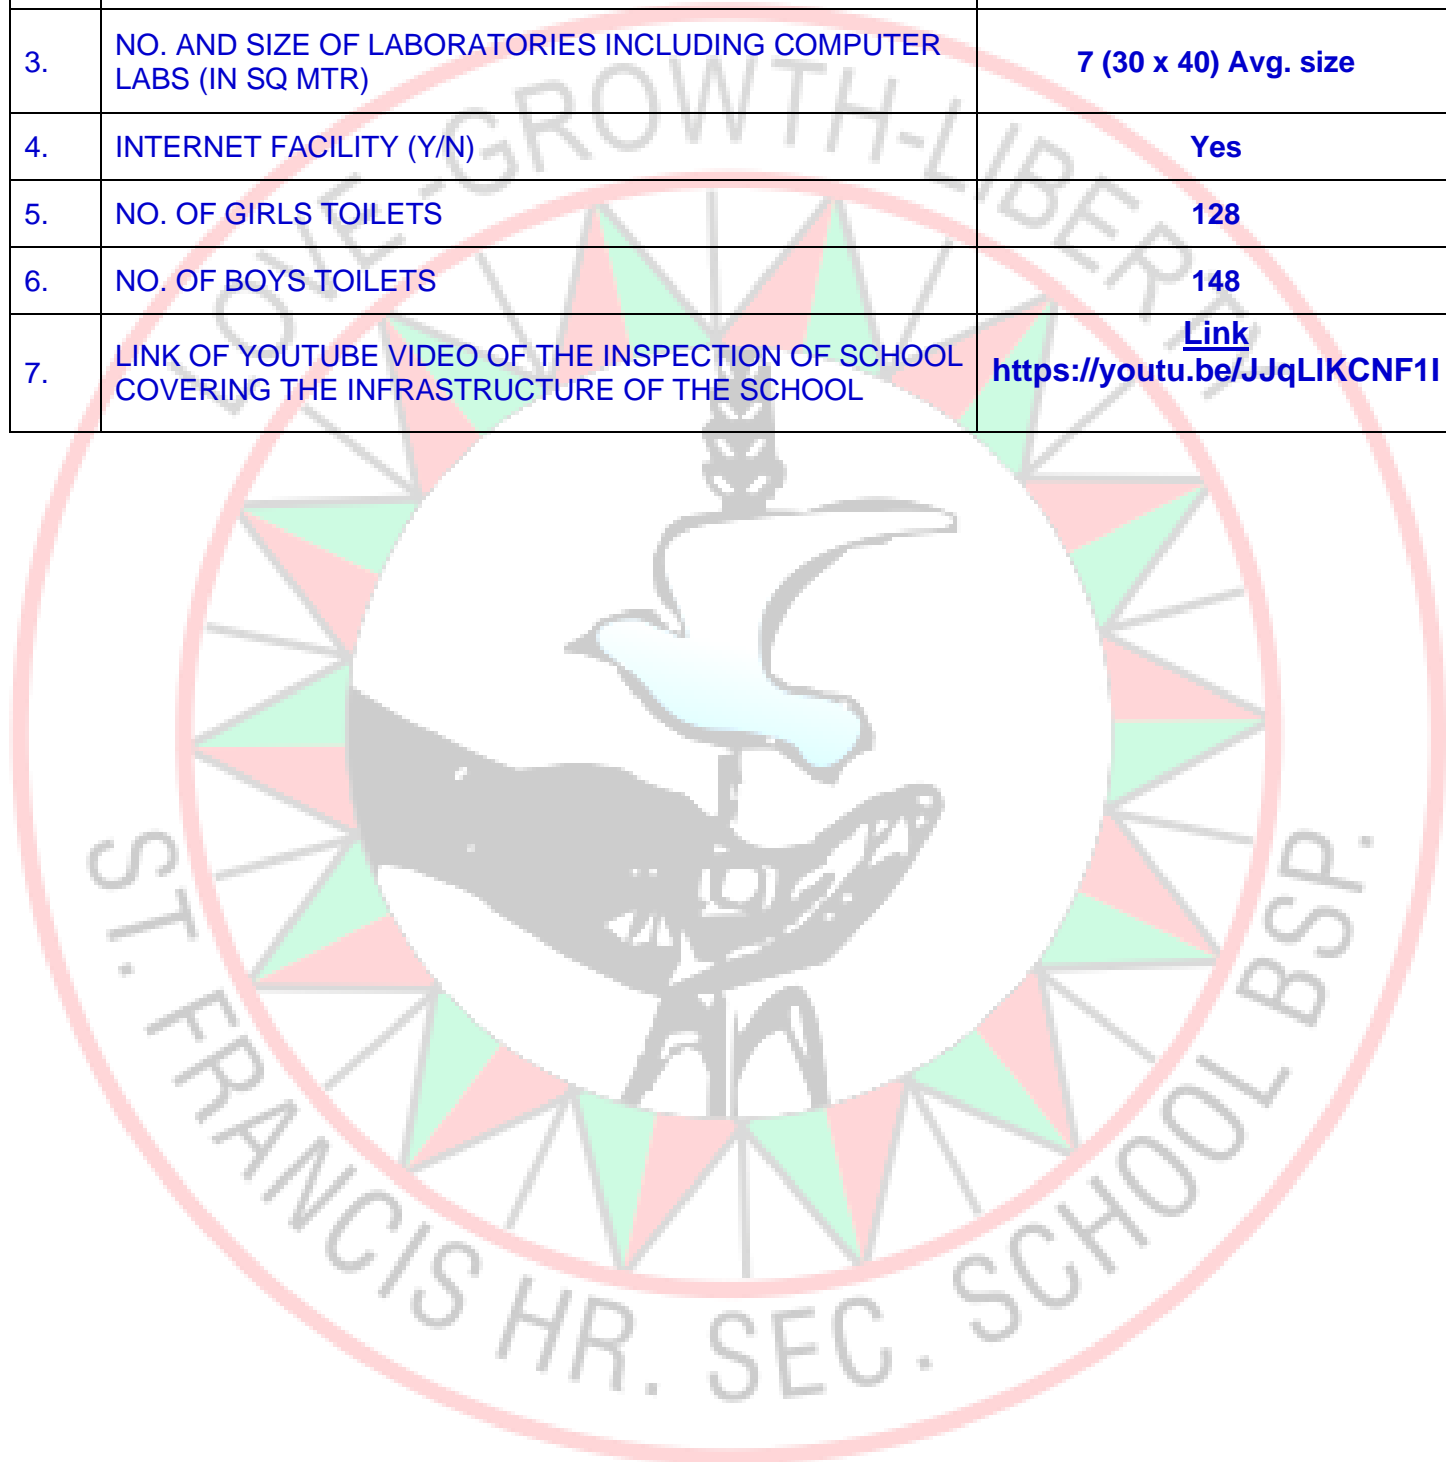 3. NO. AND SIZE OF LABORATORIES INCLUDING COMPUTER
LABS (IN SQ MTR) 7 (30 x 40) Avg. size
4. INTERNET FACILITY (Y/N) Yes
5. NO. OF GIRLS TOILETS 128
6. NO. OF BOYS TOILETS 148
7. LINK OF YOUTUBE VIDEO OF THE INSPECTION OF SCHOOL
COVERING THE INFRASTRUCTURE OF THE SCHOOL
Link
https://youtu.be/JJqLIKCNF1I
LOVE-GROWTH-LIBERTY
ST. FRANCIS HR. SEC. SCHOOL BSP.